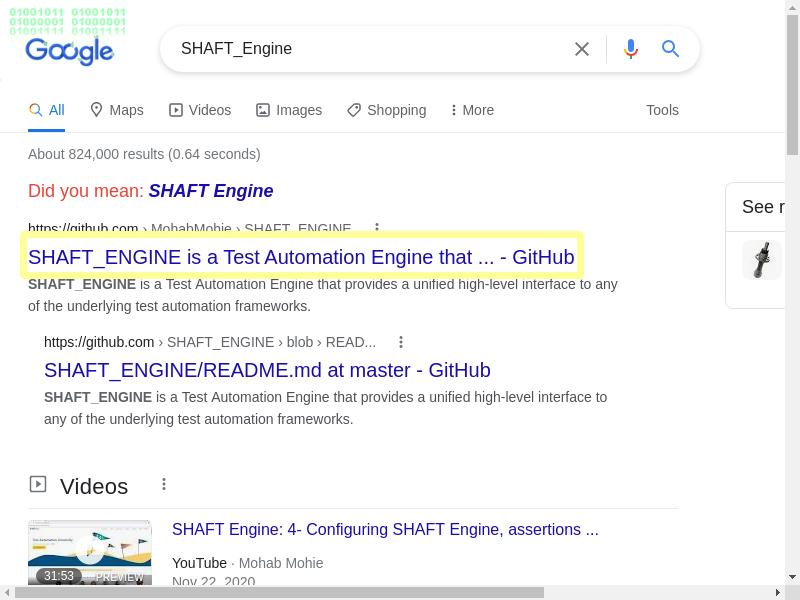 01001011 01001011
01000001 01000001
01001111 01001111
Google
SHAFT_Engine
All Maps Videos Images Shopping More Tools
About 824,000 results (0.64 seconds)
Did you mean: SHAFT Engine
https://github.com › MohabMohie › SHAFT_ENGINE
SHAFT_ENGINE is a Test Automation Engine that ... - GitHub
SHAFT_ENGINE is a Test Automation Engine that provides a unified high-level interface to any
of the underlying test automation frameworks.
https://github.com › SHAFT_ENGINE › blob › READ...
SHAFT_ENGINE/README.md at master - GitHub
SHAFT_ENGINE is a Test Automation Engine that provides a unified high-level interface to
any of the underlying test automation frameworks.
See r
Videos
SHAFT Engine: 4- Configuring SHAFT Engine, assertions ...
YouTube · Mohab Mohie
Nov 22, 2020
31:53
PREVIEW